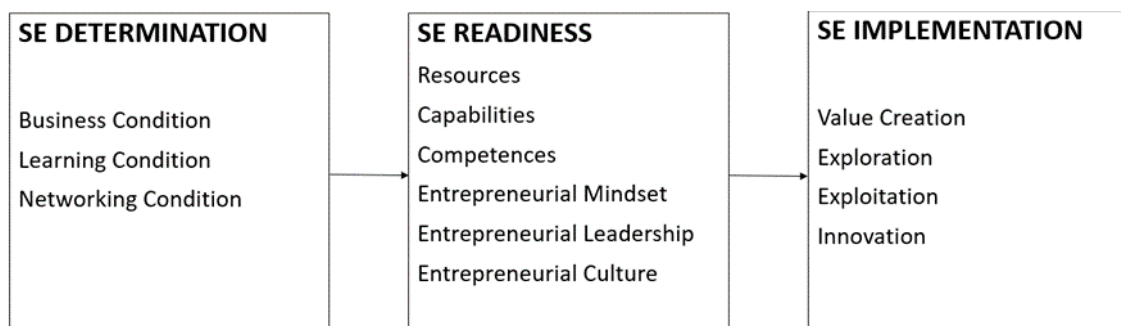 SE DETERMINATION
Business Condition
Learning Condition
Networking Condition
SE READINESS
Resources
Capabilities
Competences
Entrepreneurial Mindset
Entrepreneurial Leadership
Entrepreneurial Culture
SE IMPLEMENTATION
Value Creation
Exploration
Exploitation
Innovation